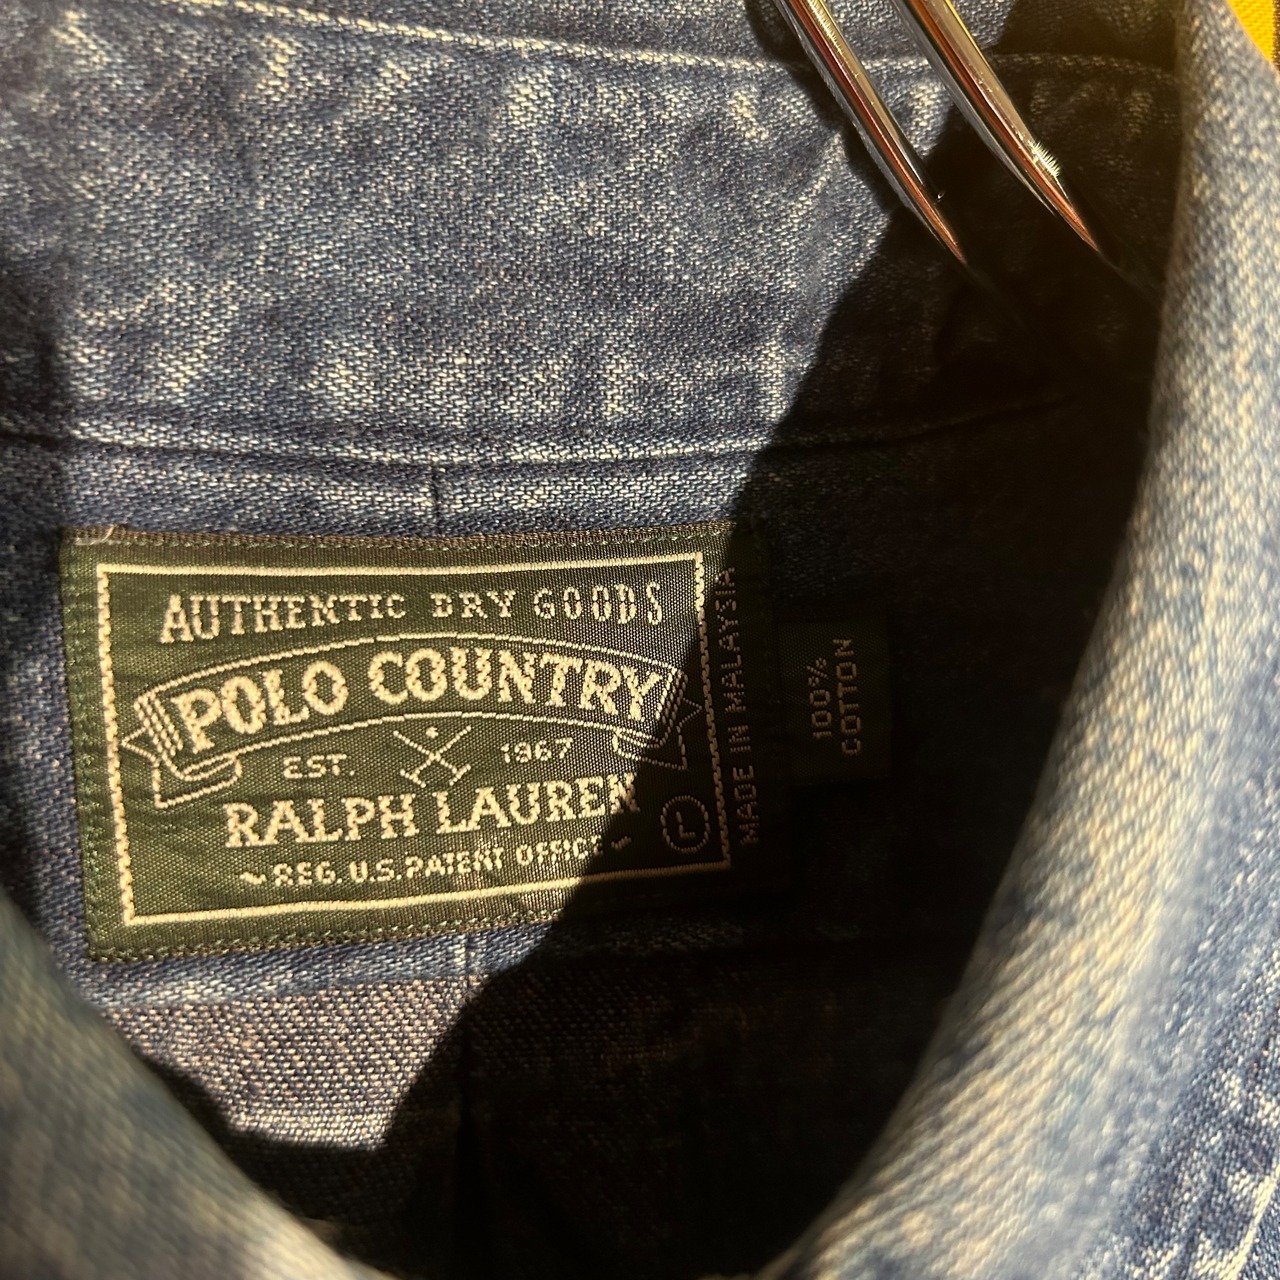 AUTHENTIC DRY GOODS
POLO COUNTRY
EST. 1967
RALPH LAUREN
REG. U.S. PATENT OFFICE
L
MADE IN MALAYSIA
100%
COTTON